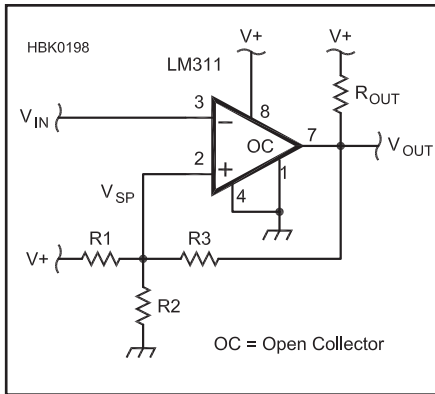 HBK0198
V+
V+
LM311
ROUT
VIN
3
8
7
VOUT
OC
2
1
4
VSP
R1
R3
V+
R2
OC = Open Collector